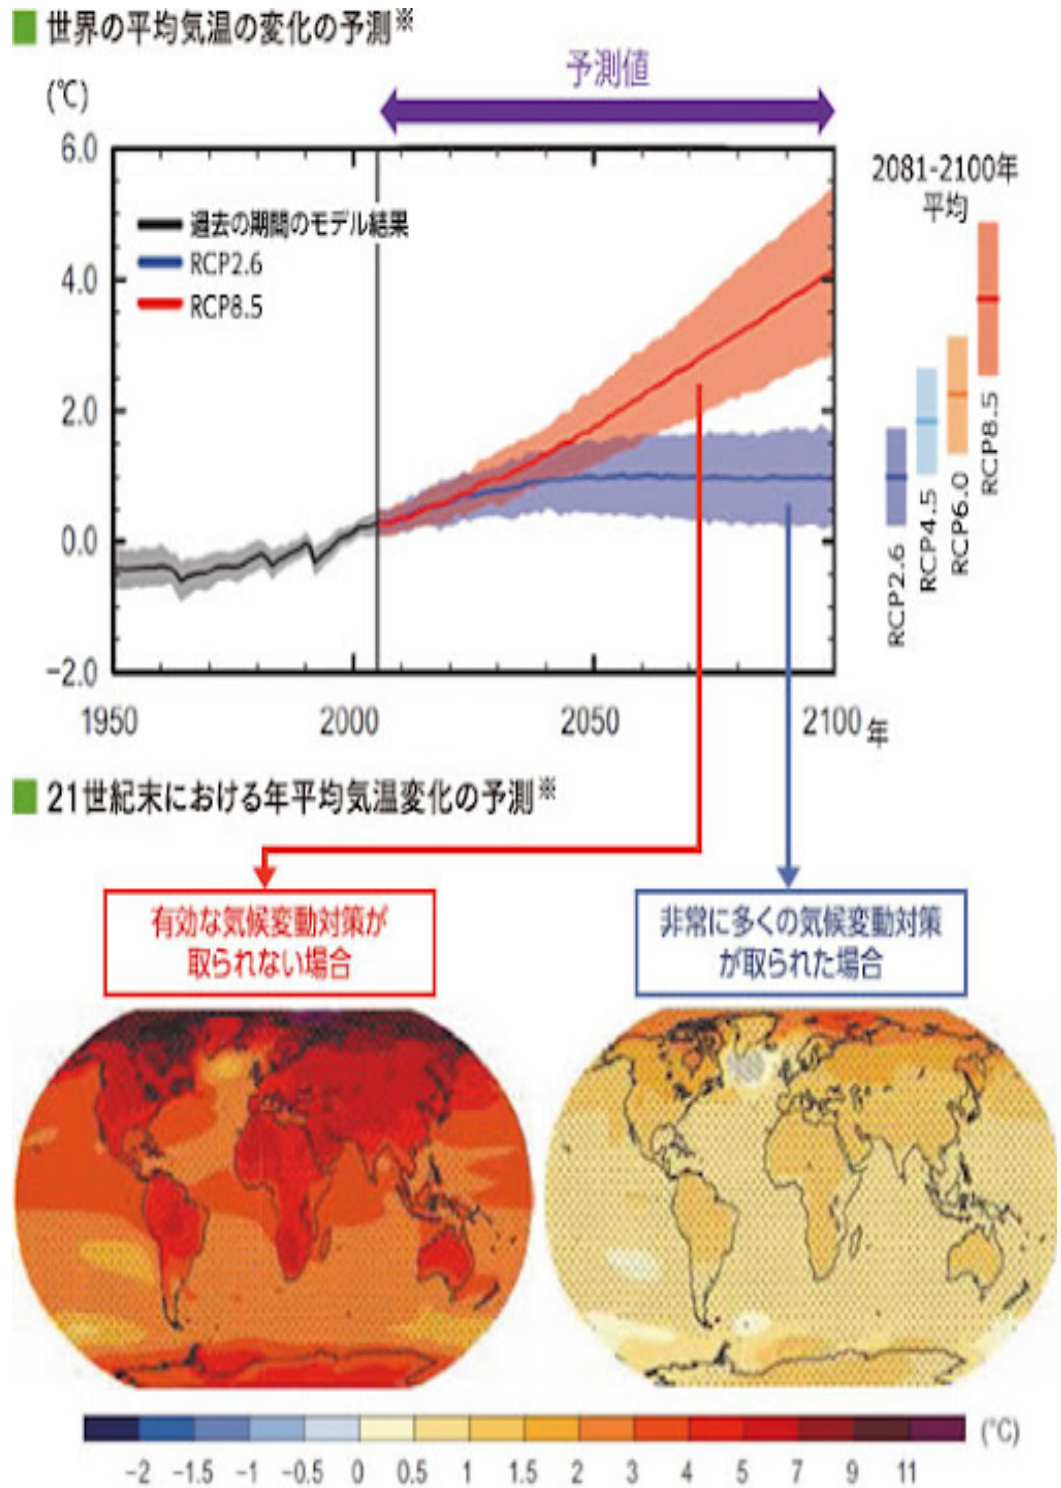 世界の平均気温の変化の予測※
(℃)
予測値
6.0
4.0
2.0
0.0
−2.0
過去の期間のモデル結果
RCP2.6
RCP8.5
1950
2000
2050
2100年
2081-2100年
平均
RCP2.6
RCP4.5
RCP6.0
RCP8.5
21世紀末における年平均気温変化の予測※
有効な気候変動対策が
取られない場合
非常に多くの気候変動対策
が取られた場合
−2 −1.5 −1 −0.5 0 0.5 1 1.5 2 3 4 5 7 9 11 (℃)